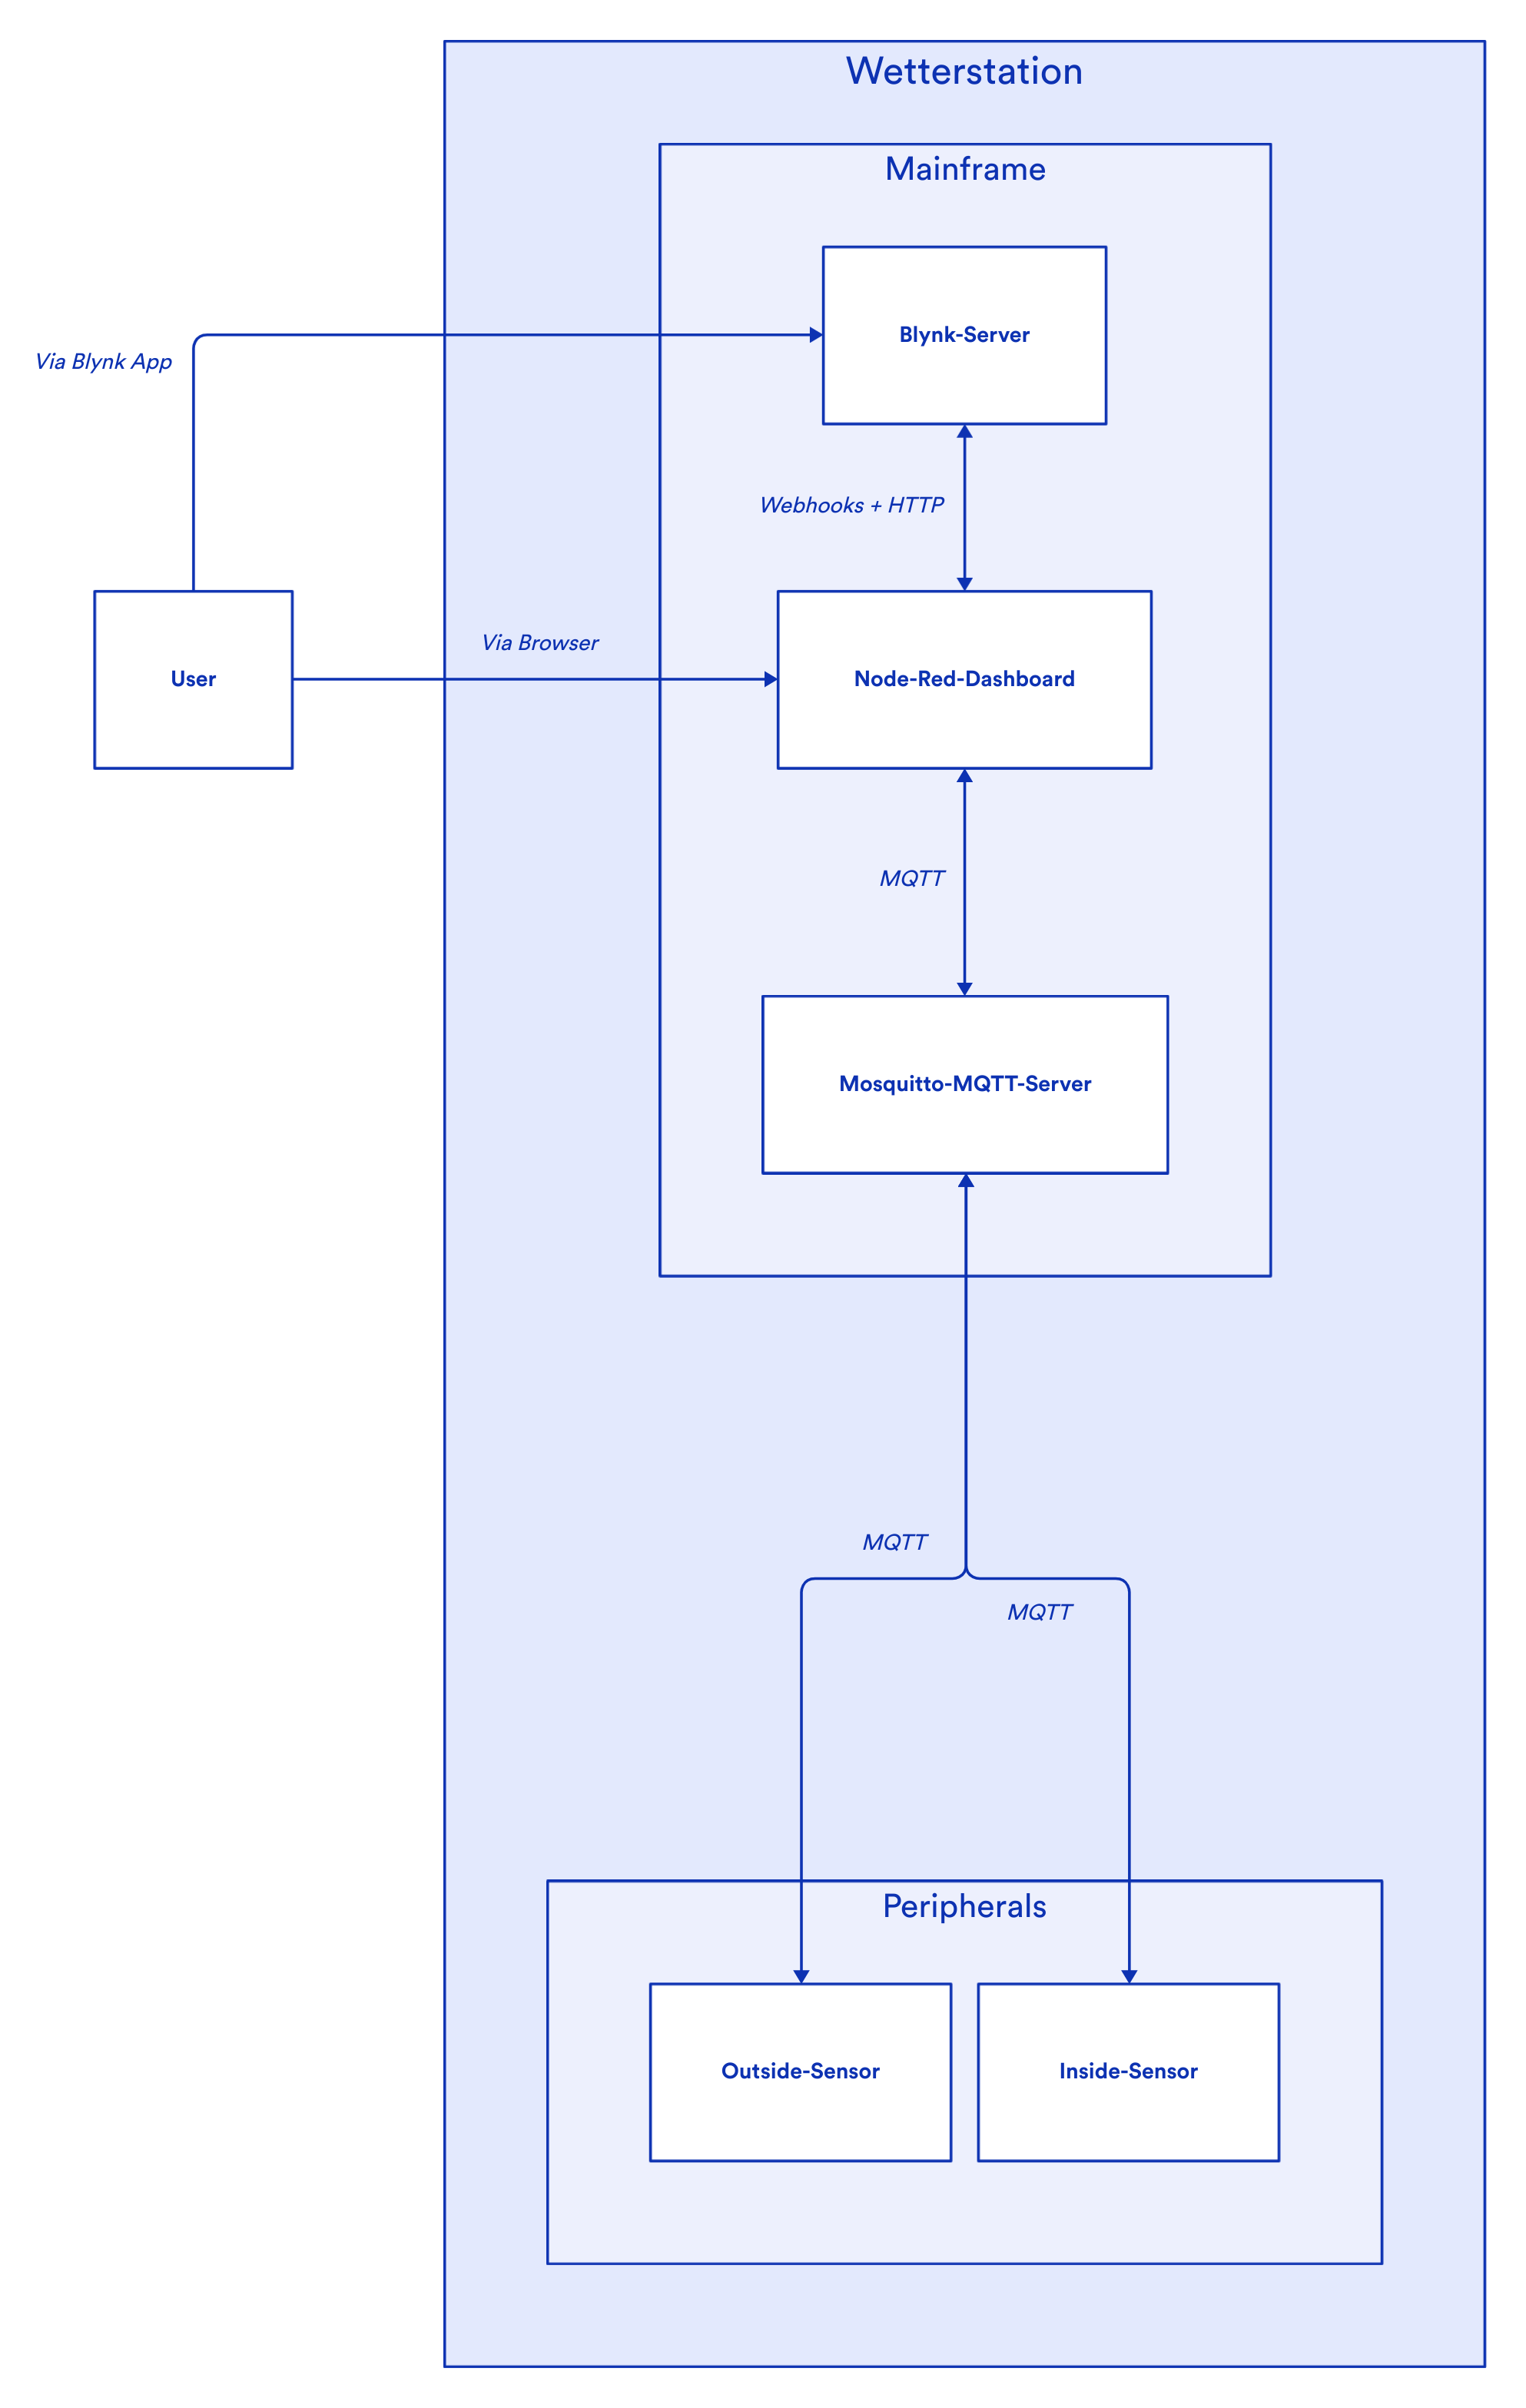 Wetterstation
Mainframe
Blynk-Server
Via Blynk App
Webhooks + HTTP
Via Browser
User
Node-Red-Dashboard
MQTT
Mosquitto-MQTT-Server
MQTT
MQTT
Peripherals
Outside-Sensor
Inside-Sensor